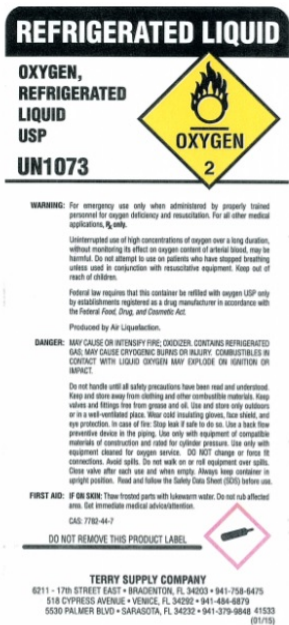 REFRIGERATED LIQUID
OXYGEN,
REFRIGERATED
LIQUID
USP
UN1073
OXYGEN
2
WARNING: For emergency use only when administered by properly trained
personnel for oxygen deficiency and resuscitation. For all other medical
applications, Rx only.
Uninterrupted use of high concentrations of oxygen over a long duration,
without monitoring its effect on oxygen content of arterial blood, may be
harmful. Do not attempt to use on patients who have stopped breathing
unless used in conjunction with resuscitative equipment. Keep out of
reach of children.
Federal law requires that this container be refilled with oxygen USP only
by establishments registered as a drug manufacturer in accordance with
the Federal Food, Drug, and Cosmetic Act.
Produced by Air Liquefaction.
DANGER: MAY CAUSE OR INTENSIFY FIRE; OXIDIZER. CONTAINS REFRIGERATED
GAS; MAY CAUSE CRYOGENIC BURNS OR INJURY. COMBUSTIBLES IN
CONTACT WITH LIQUID OXYGEN MAY EXPLODE ON IGNITION OR
IMPACT.
Do not handle until all safety precautions have been read and understood.
Keep and store away from clothing and other combustible materials. Keep
valves and fittings free from grease and oil. Use and store only outdoors
or in a well-ventilated place. Wear cold insulating gloves, face shield, and
eye protection. In case of fire: Stop leak if safe to do so. Use a back flow
preventive device in the piping. Use only with equipment of compatible
materials of construction and rated for cylinder pressure. Use only with
equipment cleaned for oxygen service. DO NOT change or force fit
connections. Avoid spills. Do not walk on or roll equipment over spills.
Close valve after each use and when empty. Always keep container in
upright position. Read and follow the Safety Data Sheet (SDS) before use.
FIRST AID: IF ON SKIN: Thaw frosted parts with lukewarm water. Do not rub affected
area. Get immediate medical advice/attention.
CAS: 7782-44-7
DO NOT REMOVE THIS PRODUCT LABEL
TERRY SUPPLY COMPANY
6211 - 17th STREET EAST • BRADENTON, FL 34203 • 941-758-6475
518 CYPRESS AVENUE • VENICE, FL 34292 • 941-484-6879
5530 PALMER BLVD • SARASOTA, FL 34232 • 941-379-9848 41533
(01/15)